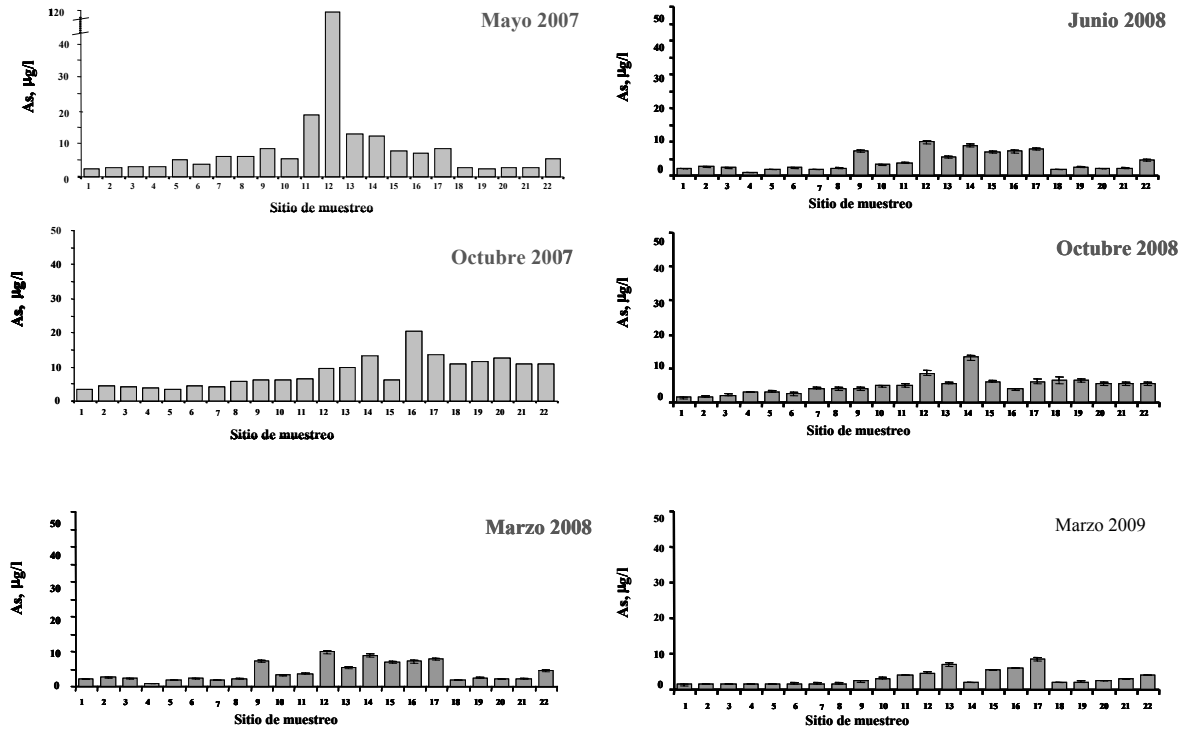 Mayo 2007
As, µg/l
120
40
30
20
10
0
1 2 3 4 5 6 7 8 9 10 11 12 13 14 15 16 17 18 19 20 21 22
Sitio de muestreo
Junio 2008
As, µg/l
50
40
30
20
10
0
1 2 3 4 5 6 7 8 9 10 11 12 13 14 15 16 17 18 19 20 21 22
Sitio de muestreo
Octubre 2007
As, µg/l
50
40
30
20
10
0
1 2 3 4 5 6 7 8 9 10 11 12 13 14 15 16 17 18 19 20 21 22
Sitio de muestreo
Octubre 2008
As, µg/l
50
40
30
20
10
0
1 2 3 4 5 6 7 8 9 10 11 12 13 14 15 16 17 18 19 20 21 22
Sitio de muestreo
Marzo 2008
As, µg/l
50
40
30
20
10
0
1 2 3 4 5 6 7 8 9 10 11 12 13 14 15 16 17 18 19 20 21 22
Sitio de muestreo
Marzo 2009
As, µg/l
50
40
30
20
10
0
1 2 3 4 5 6 7 8 9 10 11 12 13 14 15 16 17 18 19 20 21 22
Sitio de muestreo